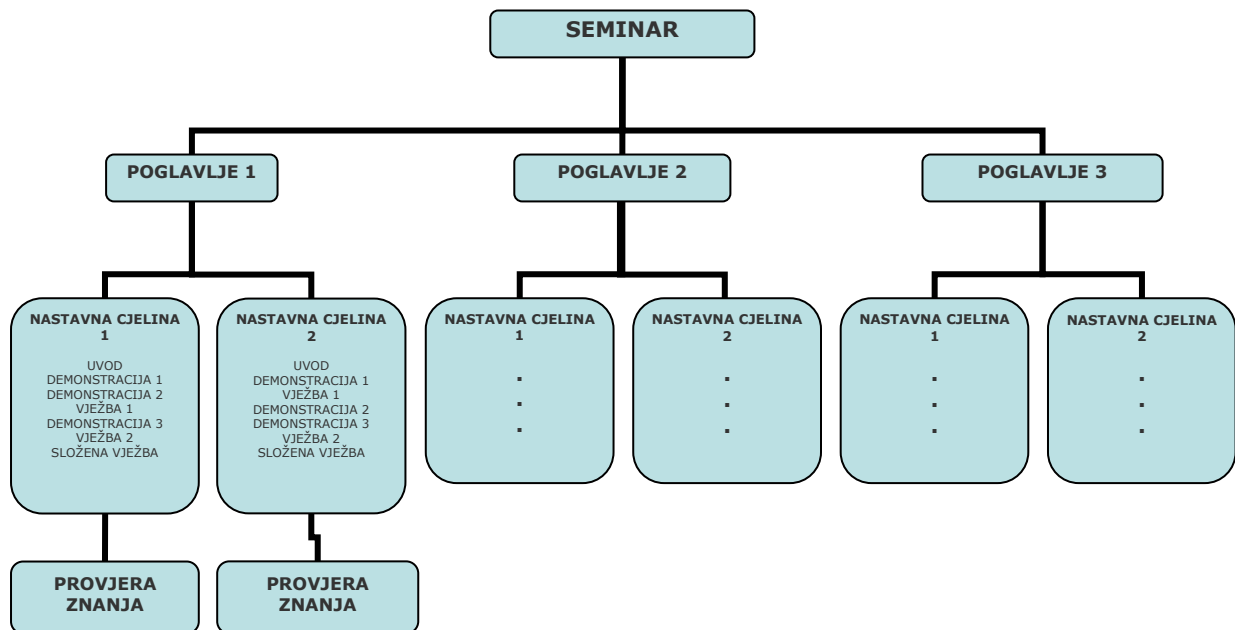 SEMINAR
POGLAVLJE 1
POGLAVLJE 2
POGLAVLJE 3
NASTAVNA CJELINA
1
UVOD
DEMONSTRACIJA 1
DEMONSTRACIJA 2
VJEŽBA 1
DEMONSTRACIJA 3
VJEŽBA 2
SLOŽENA VJEŽBA
NASTAVNA CJELINA
2
UVOD
DEMONSTRACIJA 1
VJEŽBA 1
DEMONSTRACIJA 2
DEMONSTRACIJA 3
VJEŽBA 2
SLOŽENA VJEŽBA
NASTAVNA CJELINA
1
.
.
.
NASTAVNA CJELINA
2
.
.
.
NASTAVNA CJELINA
1
.
.
.
NASTAVNA CJELINA
2
.
.
.
PROVJERA
ZNANJA
PROVJERA
ZNANJA